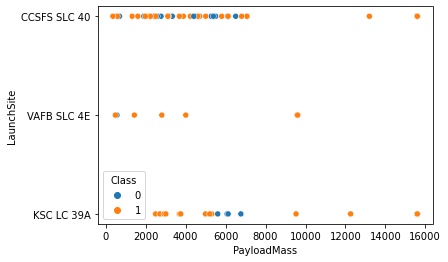 CCSFS SLC 40
VAFB SLC 4E
KSC LC 39A
LaunchSite
Class
0
1
0 2000 4000 6000 8000 10000 12000 14000 16000
PayloadMass